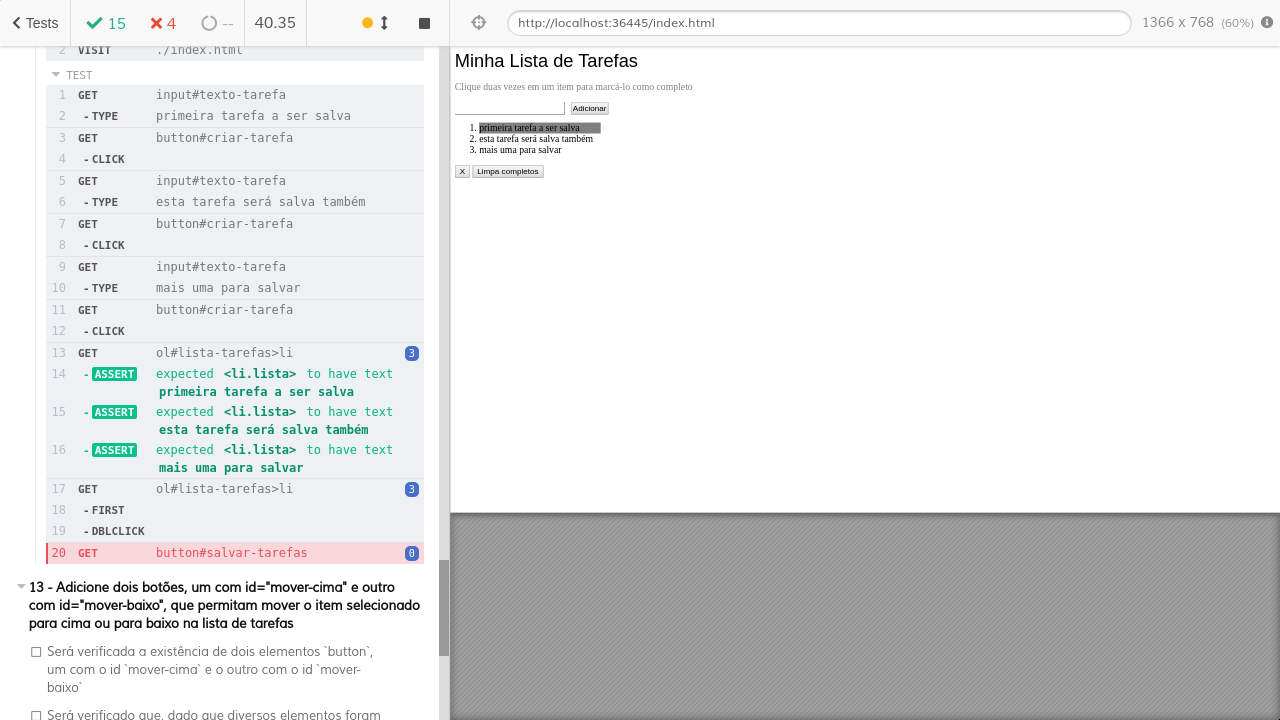 Tests
15
4
--
40.35
http://localhost:36445/index.html
1366 x 768 (60%)
2 VISIT ./index.html
TEST
1 GET input#texto-tarefa
2 -TYPE primeira tarefa a ser salva
3 GET button#criar-tarefa
4 -CLICK
5 GET input#texto-tarefa
6 -TYPE esta tarefa será salva também
7 GET button#criar-tarefa
8 -CLICK
9 GET input#texto-tarefa
10 -TYPE mais uma para salvar
11 GET button#criar-tarefa
12 -CLICK
13 GET ol#lista-tarefas>li 3
14 -ASSERT expected <li.lista> to have text
primeira tarefa a ser salva
15 -ASSERT expected <li.lista> to have text
esta tarefa será salva também
16 -ASSERT expected <li.lista> to have text
mais uma para salvar
17 GET ol#lista-tarefas>li 3
18 -FIRST
19 -DBLCLICK
20 GET button#salvar-tarefas 0
13 - Adicione dois botões, um com id="mover-cima" e outro
com id="mover-baixo", que permitam mover o item selecionado
para cima ou para baixo na lista de tarefas
Será verificada a existência de dois elementos `button`,
um com o id `mover-cima` e o outro com o id `mover-
baixo`
Será verificado que, dado que diversos elementos foram
Minha Lista de Tarefas
Clique duas vezes em um item para marcá-lo como completo
Adicionar
1. primeira tarefa a ser salva
2. esta tarefa será salva também
3. mais uma para salvar
X Limpa completos